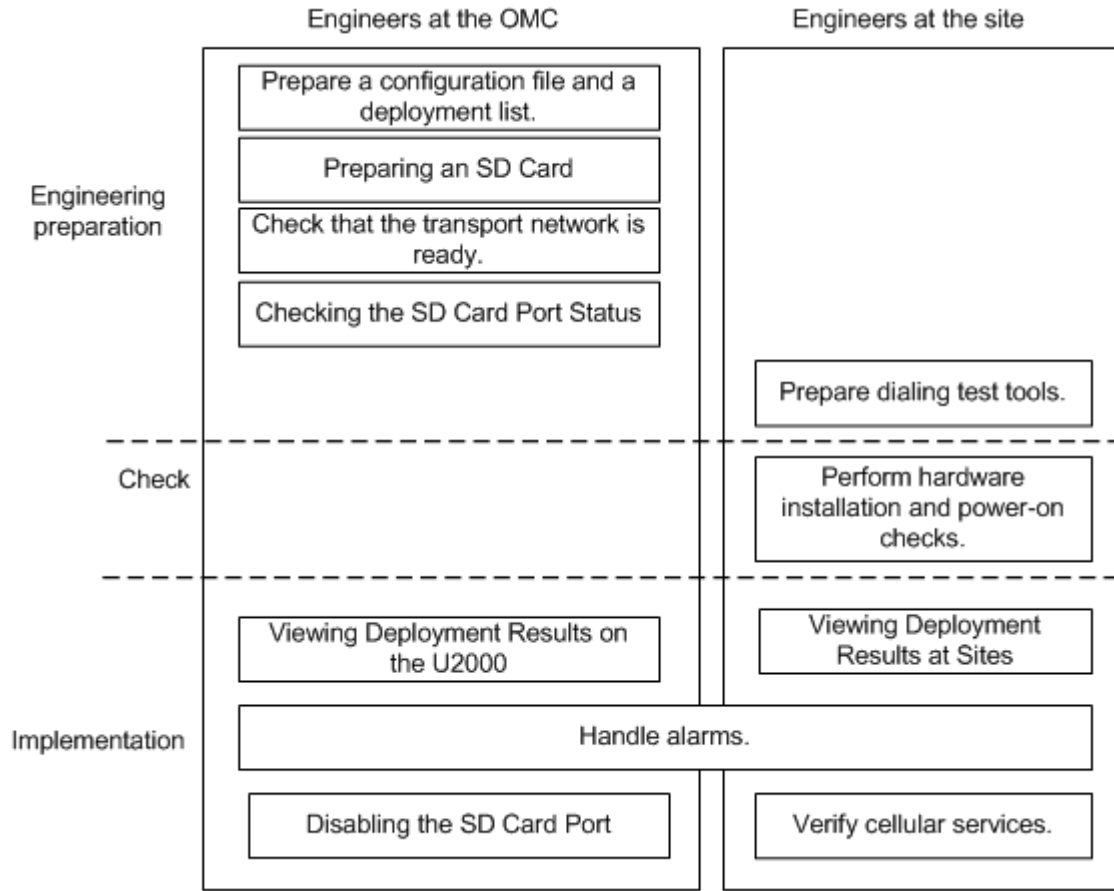 Engineers at the OMC
Engineers at the site
Prepare a configuration file and a
deployment list.
Preparing an SD Card
Engineering
preparation
Check that the transport network is
ready.
Checking the SD Card Port Status
Prepare dialing test tools.
Check
Perform hardware
installation and power-on
checks.
Viewing Deployment Results on
the U2000
Viewing Deployment
Results at Sites
Implementation
Handle alarms.
Disabling the SD Card Port
Verify cellular services.